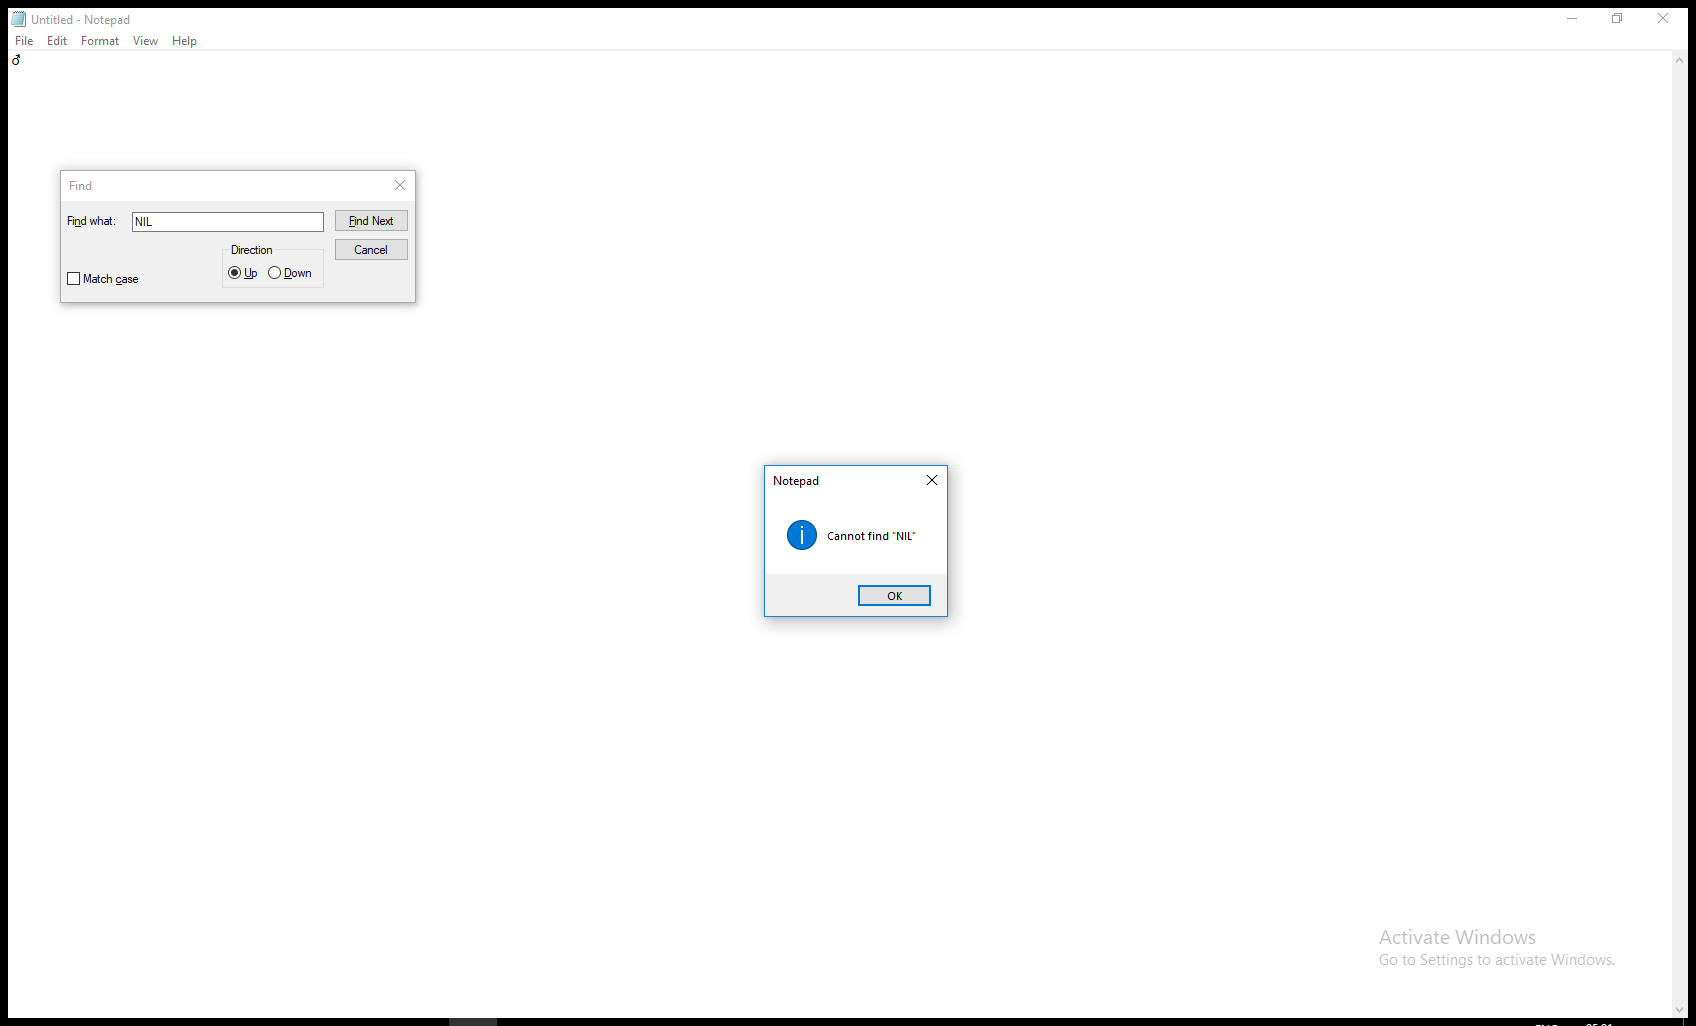 Untitled - Notepad
File Edit Format View Help
♂
Find
Find what: NIL Find Next
Direction Cancel
Up Down
Match case
Notepad
Cannot find "NIL"
OK
Activate Windows
Go to Settings to activate Windows.